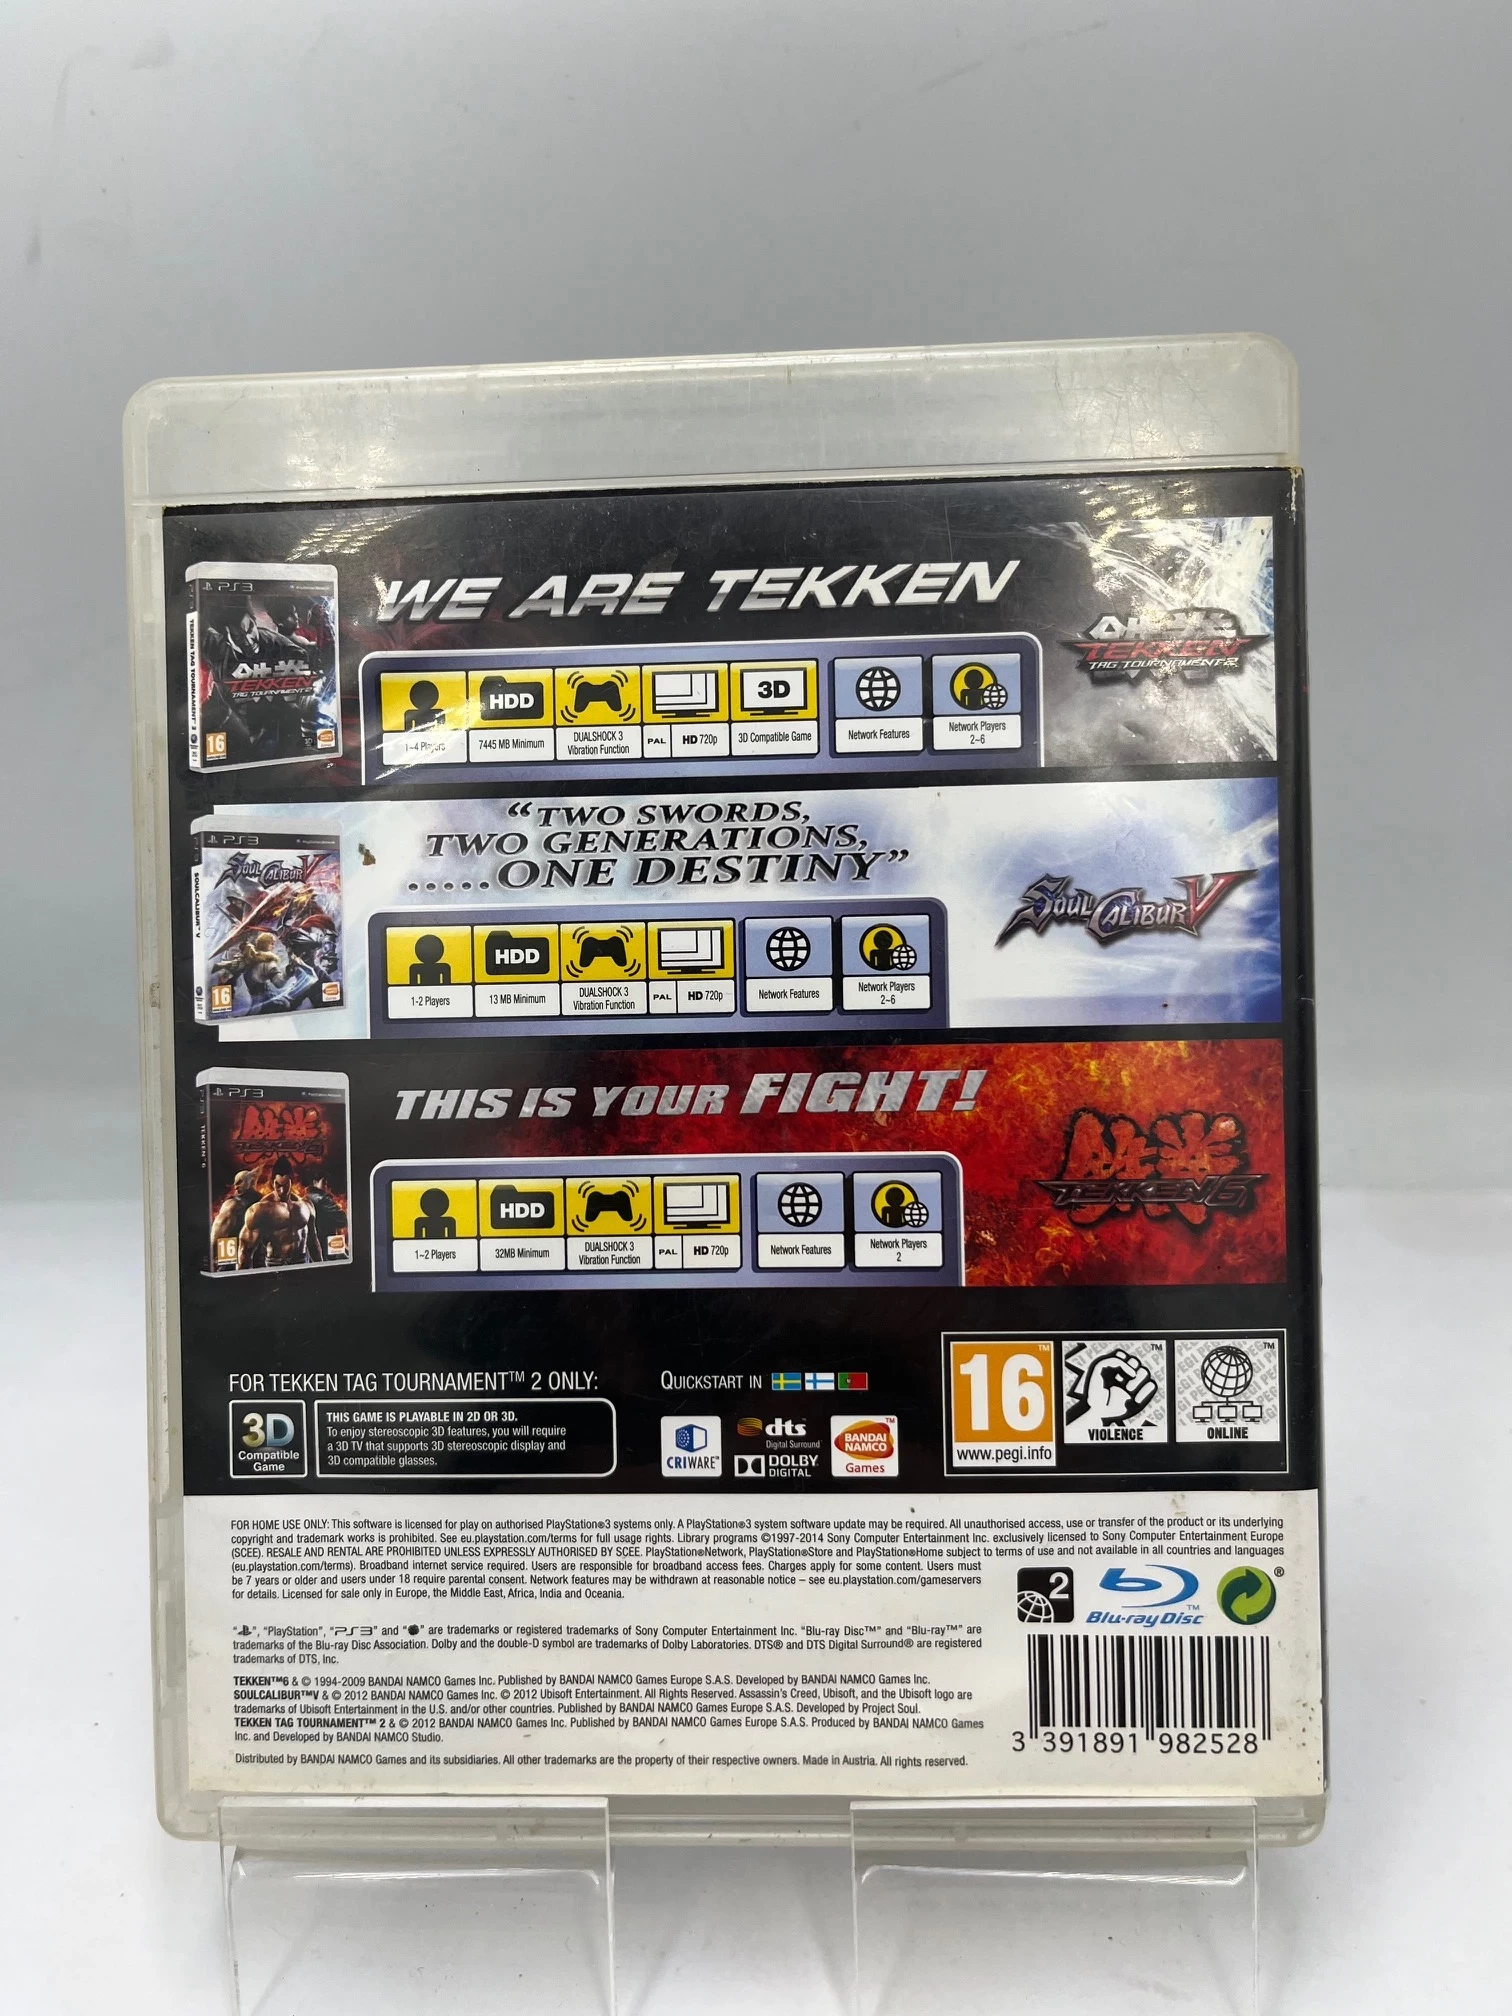 WE ARE TEKKEN
PS3
TEKKEN
TAG TOURNAMENT 2
16
TEKKEN
TAG TOURNAMENT 2
HDD
3D
1~4 Players
7445 MB Minimum
DUALSHOCK 3
Vibration Function
PAL
HD 720p
3D Compatible Game
Network Features
Network Players
2~6
"TWO SWORDS,
TWO GENERATIONS,
.....ONE DESTINY"
PS3
SOULCALIBUR V
SOULCALIBUR™V
16
SOULCALIBUR V
HDD
1-2 Players
13 MB Minimum
DUALSHOCK 3
Vibration Function
PAL
HD 720p
Network Features
Network Players
2~6
THIS IS YOUR FIGHT!
PS3
TEKKEN 6
TEKKEN™6
16
TEKKEN 6
HDD
1~2 Players
32MB Minimum
DUALSHOCK 3
Vibration Function
PAL
HD 720p
Network Features
Network Players
2
FOR TEKKEN TAG TOURNAMENT™ 2 ONLY:
3D
Compatible
Game
THIS GAME IS PLAYABLE IN 2D OR 3D.
To enjoy stereoscopic 3D features, you will require
a 3D TV that supports 3D stereoscopic display and
3D compatible glasses.
QUICKSTART IN
CRIWARE™
dts
Digital Surround
DOLBY
DIGITAL
BANDAI
NAMCO
Games
16
www.pegi.info
VIOLENCE
ONLINE
FOR HOME USE ONLY: This software is licensed for play on authorised PlayStation®3 systems only. A PlayStation®3 system software update may be required. All unauthorised access, use or transfer of the product or its underlying
copyright and trademark works is prohibited. See eu.playstation.com/terms for full usage rights. Library programs ©1997-2014 Sony Computer Entertainment Inc. exclusively licensed to Sony Computer Entertainment Europe
(SCEE). RESALE AND RENTAL ARE PROHIBITED UNLESS EXPRESSLY AUTHORISED BY SCEE. PlayStation®Network, PlayStation®Store and PlayStation®Home subject to terms of use and not available in all countries and languages
(eu.playstation.com/terms). Broadband internet service required. Users are responsible for broadband access fees. Charges apply for some content. Users must
be 7 years or older and users under 18 require parental consent. Network features may be withdrawn at reasonable notice – see eu.playstation.com/gameservers
for details. Licensed for sale only in Europe, the Middle East, Africa, India and Oceania.
2
Blu-ray Disc™
"", "PlayStation", "PS3" and "" are trademarks or registered trademarks of Sony Computer Entertainment Inc. "Blu-ray Disc™" and "Blu-ray™" are
trademarks of the Blu-ray Disc Association. Dolby and the double-D symbol are trademarks of Dolby Laboratories. DTS® and DTS Digital Surround® are registered
trademarks of DTS, Inc.
TEKKEN™6 & © 1994-2009 BANDAI NAMCO Games Inc. Published by BANDAI NAMCO Games Europe S.A.S. Developed by BANDAI NAMCO Games Inc.
SOULCALIBUR™V & © 2012 BANDAI NAMCO Games Inc. © 2012 Ubisoft Entertainment. All Rights Reserved. Assassin's Creed, Ubisoft, and the Ubisoft logo are
trademarks of Ubisoft Entertainment in the U.S. and/or other countries. Published by BANDAI NAMCO Games Europe S.A.S. Developed by Project Soul.
TEKKEN TAG TOURNAMENT™ 2 & © 2012 BANDAI NAMCO Games Inc. Published by BANDAI NAMCO Games Europe S.A.S. Produced by BANDAI NAMCO Games
Inc. and Developed by BANDAI NAMCO Studio.
Distributed by BANDAI NAMCO Games and its subsidiaries. All other trademarks are the property of their respective owners. Made in Austria. All rights reserved.
3 391891 982528